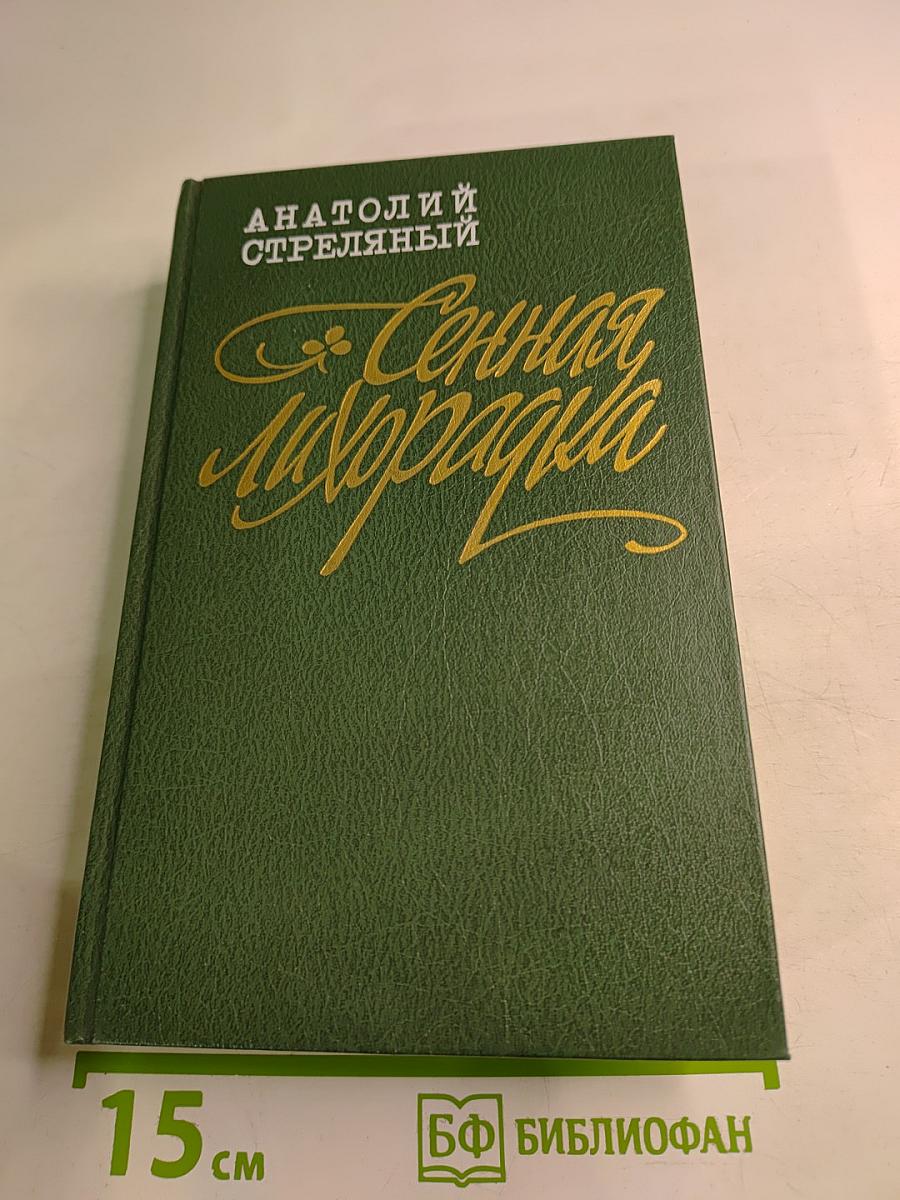 АНАТОЛИЙ
СТРЕЛЯНЫЙ
Сенная
лихорадка
15 см
БФ БИБЛИОФАН